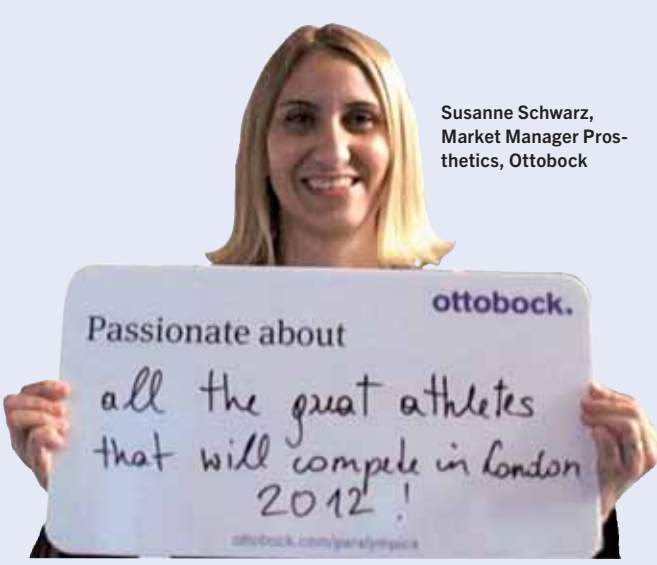 Susanne Schwarz,
Market Manager Pros-
thetics, Ottobock
ottobock.
Passionate about
all the great athletes
that will compete in London
2012 !
ottobock.com/paralympics